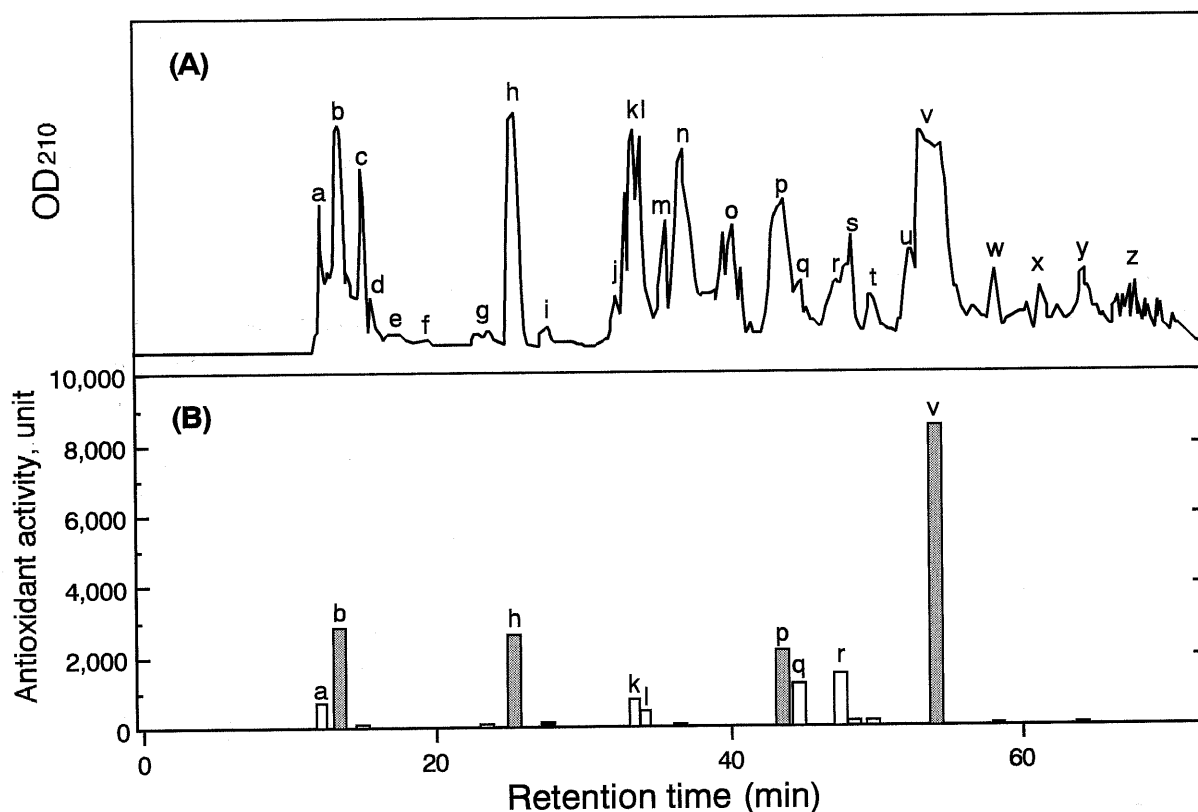 (A)
OD210
a b c d e f g h i j k l m n o p q r s t u v w x y z
(B)
Antioxidant activity, unit
10,000
8,000
6,000
4,000
2,000
0
a b h k l p q r v
0 20 40 60
Retention time (min)